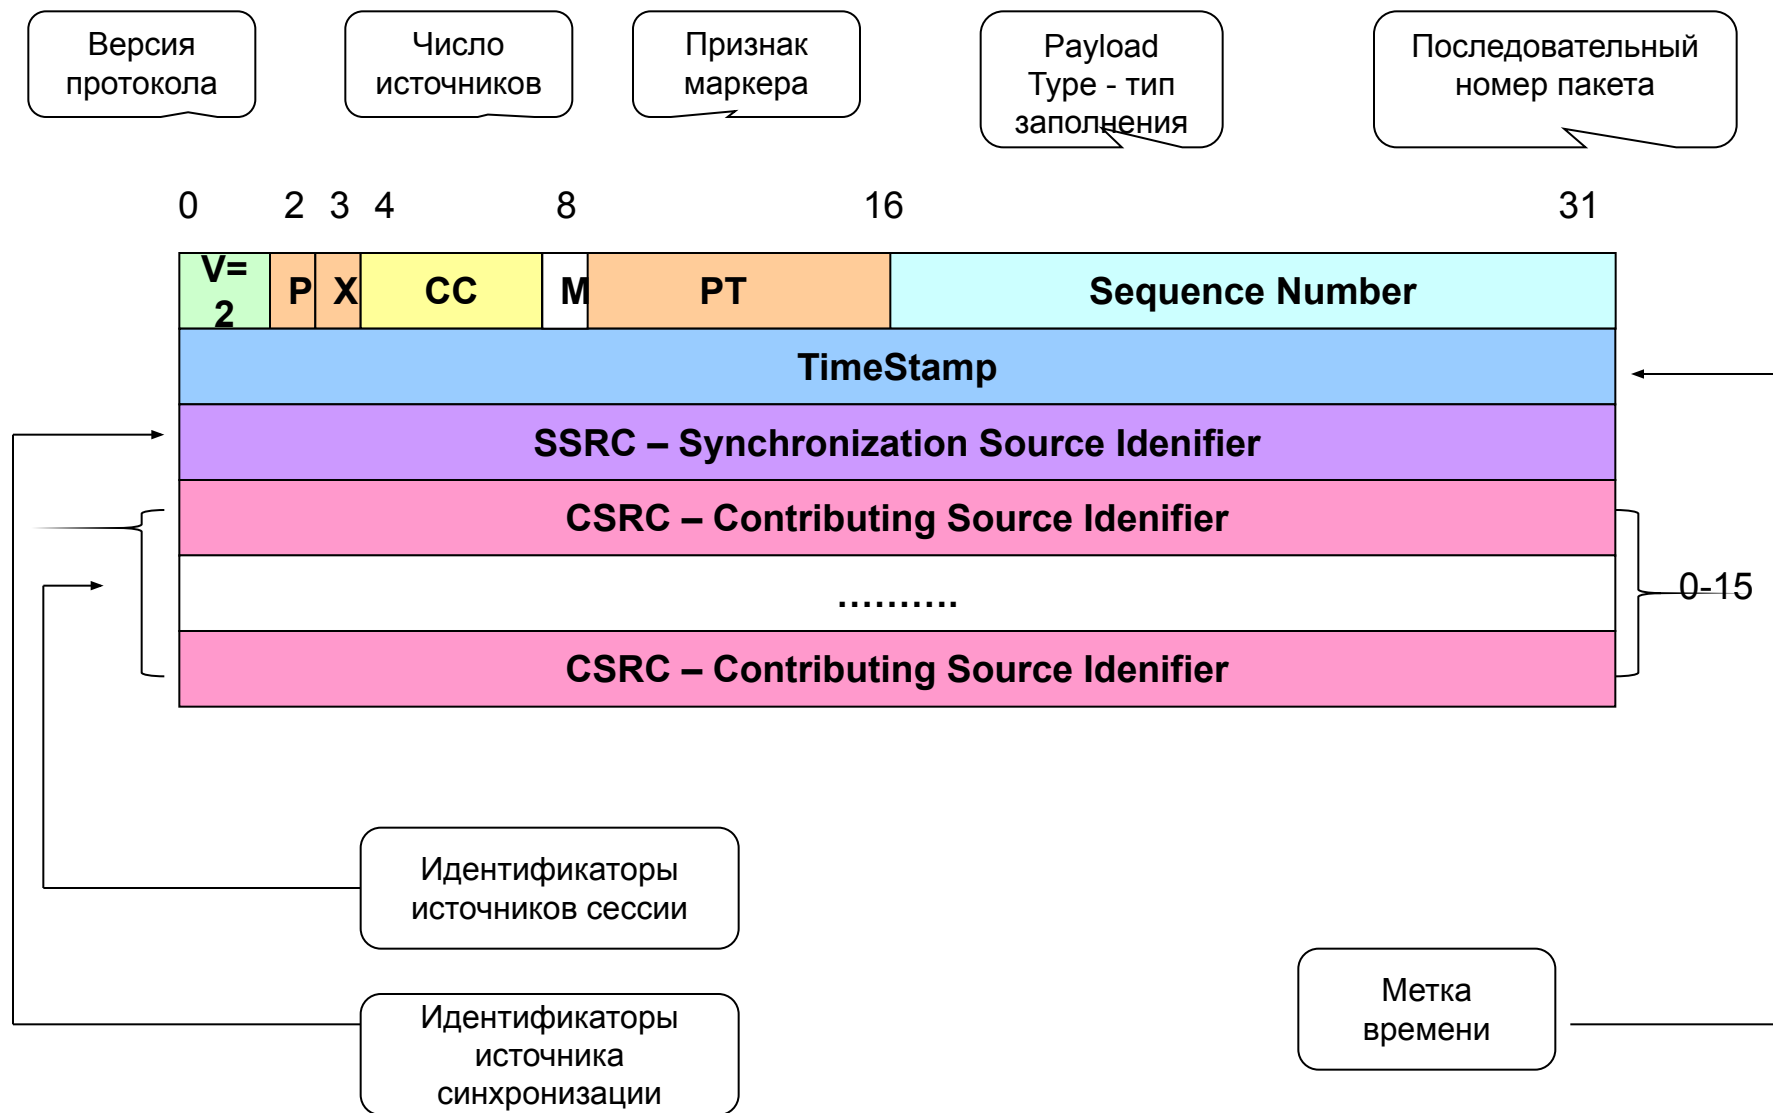 Версия
протокола
Число
источников
Признак
маркера
Payload
Type - тип
заполнения
Последовательный
номер пакета
0 2 3 4 8 16 31
V=
2
P X CC M PT Sequence Number
TimeStamp
SSRC – Synchronization Source Idenifier
CSRC – Contributing Source Idenifier
..........
0-15
CSRC – Contributing Source Idenifier
Идентификаторы
источников сессии
Метка
времени
Идентификаторы
источника
синхронизации